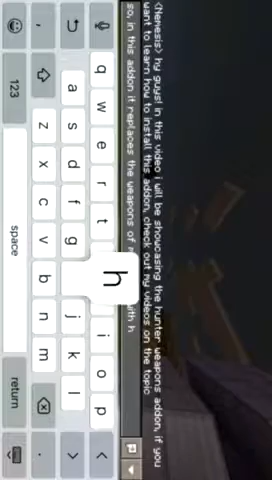 <Nemesis> hy guys! in this video i will be showcasing the hunter weapons addon, if you
want to learn how to install this addon, check out my videos on the topic
so, in this addon it replaces the weapons of
ith h
q w e r t
i o p
a s d f g
h
j k l
z x c v b n m
123
space
return